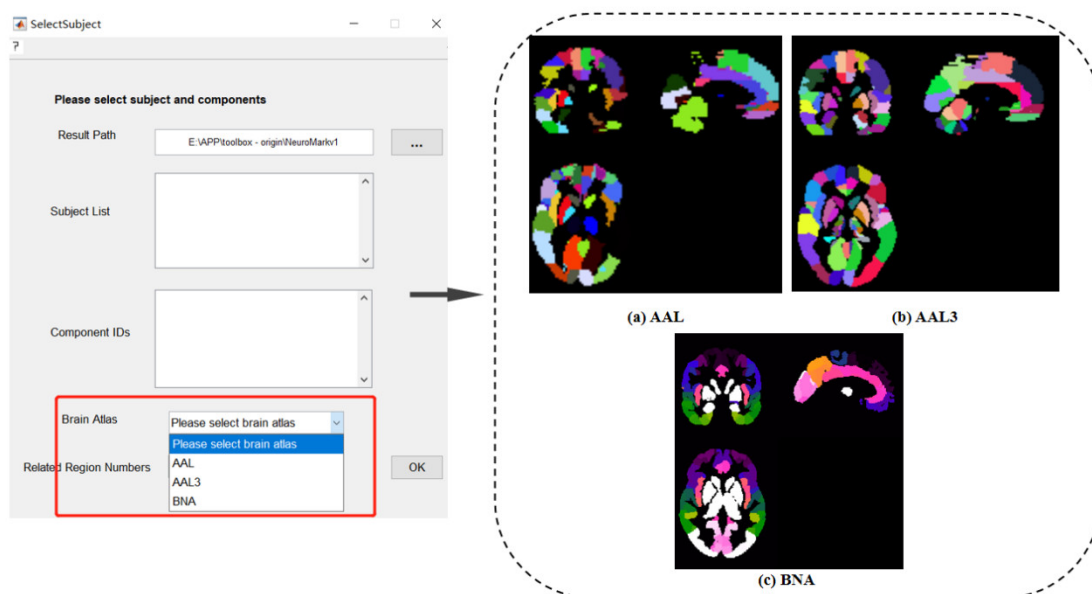 SelectSubject
?
Please select subject and components
Result Path
E:\APP\toolbox - origin\NeuroMarkv1
...
Subject List
Component IDs
Brain Atlas
Please select brain atlas
Please select brain atlas
AAL
AAL3
BNA
Related Region Numbers
OK
(a) AAL
(b) AAL3
(c) BNA